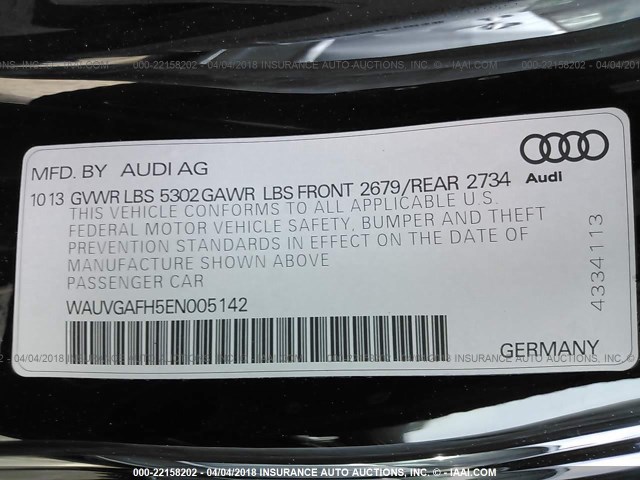 000-22158202 - 04/04/2018 INSURANCE AUTO AUCTIONS, INC. - © IAAI.COM
MFD. BY AUDI AG
Audi
10 13 GVWR LBS 5302 GAWR LBS FRONT 2679/REAR 2734
THIS VEHICLE CONFORMS TO ALL APPLICABLE U.S.
FEDERAL MOTOR VEHICLE SAFETY, BUMPER AND THEFT
PREVENTION STANDARDS IN EFFECT ON THE DATE OF
MANUFACTURE SHOWN ABOVE
PASSENGER CAR
4334113
WAUVGAFH5EN005142
GERMANY
000-22158202 - 04/04/2018 INSURANCE AUTO AUCTIONS, INC. - © IAAI.COM